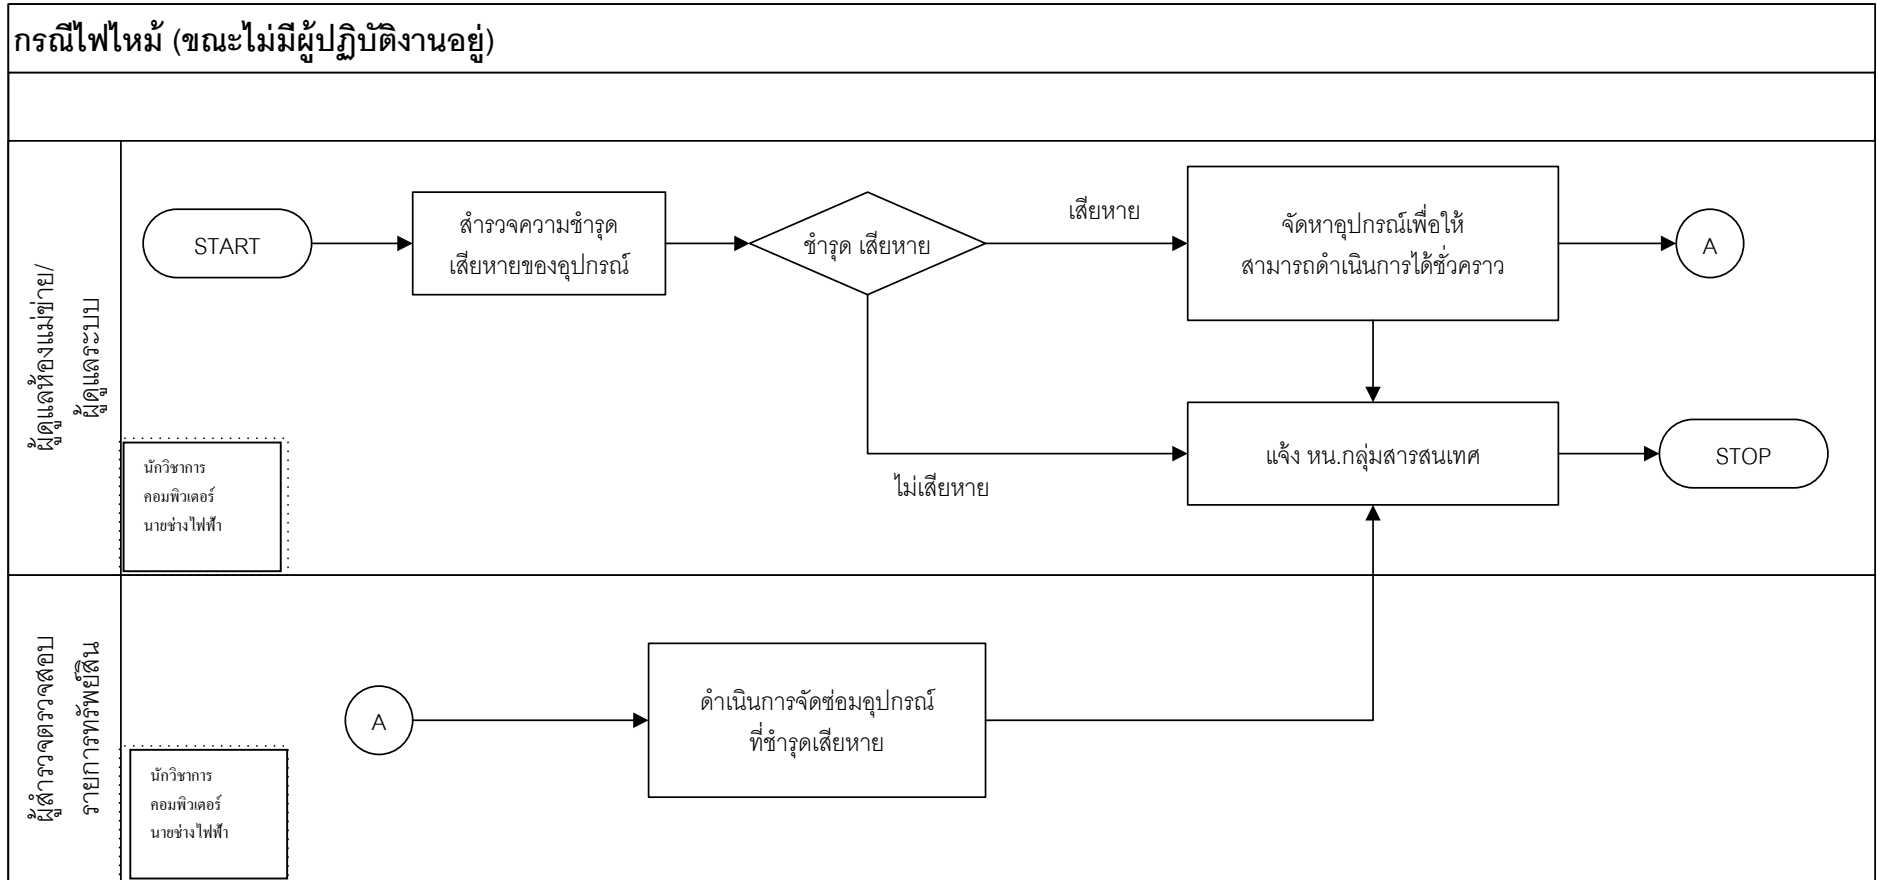 กรณีไฟไหม้ (ขณะไม่มีผู้ปฏิบัติงานอยู่)
ผู้ดูแลห้องแม่ข่าย/
ผู้ดูแลระบบ
START
สำรวจความชำรุด
เสียหายของอุปกรณ์
ชำรุด เสียหาย
เสียหาย
จัดหาอุปกรณ์เพื่อให้
สามารถดำเนินการได้ชั่วคราว
A
ไม่เสียหาย
แจ้ง หน.กลุ่มสารสนเทศ
STOP
นักวิชาการ
คอมพิวเตอร์
นายช่างไฟฟ้า
ผู้สำรวจตรวจสอบ
รายการทรัพย์สิน
A
ดำเนินการจัดซ่อมอุปกรณ์
ที่ชำรุดเสียหาย
นักวิชาการ
คอมพิวเตอร์
นายช่างไฟฟ้า